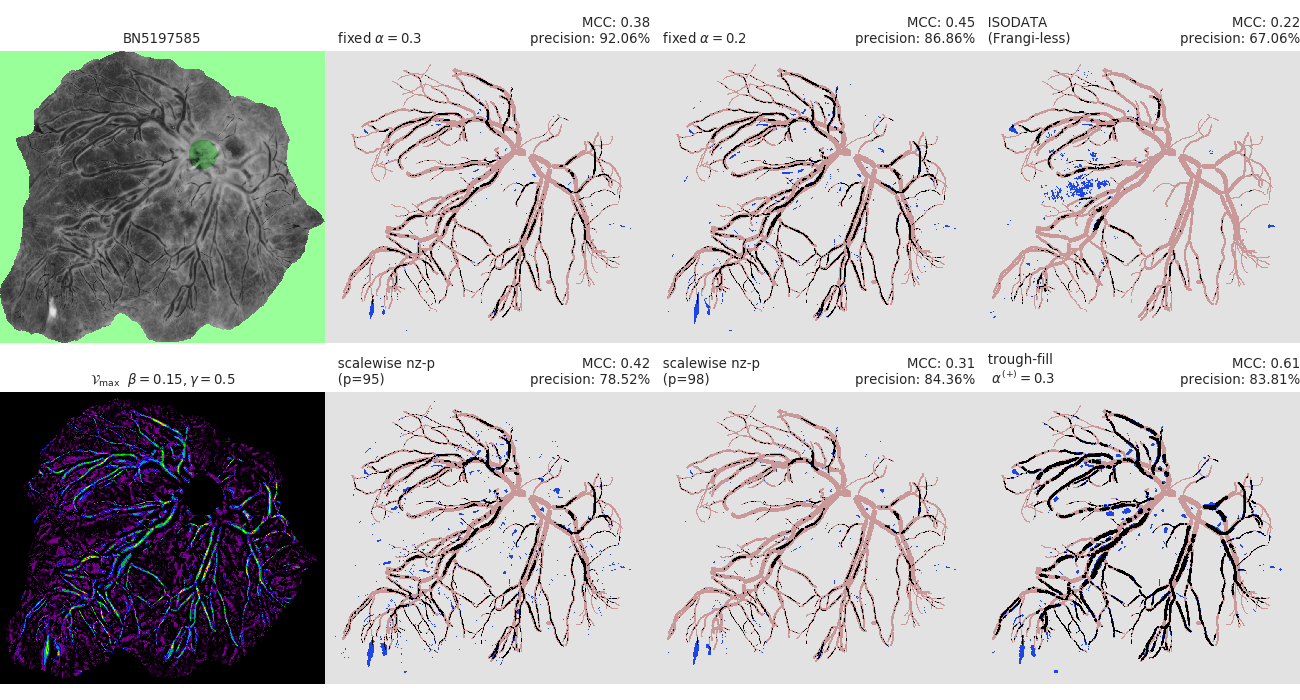 BN5197585
fixed α = 0.3
MCC: 0.38
precision: 92.06%
fixed α = 0.2
MCC: 0.45
precision: 86.86%
ISODATA
(Frangi-less)
MCC: 0.22
precision: 67.06%
𝒱max β = 0.15, γ = 0.5
scalewise nz-p
(p=95)
MCC: 0.42
precision: 78.52%
scalewise nz-p
(p=98)
MCC: 0.31
precision: 84.36%
trough-fill
α(+) = 0.3
MCC: 0.61
precision: 83.81%